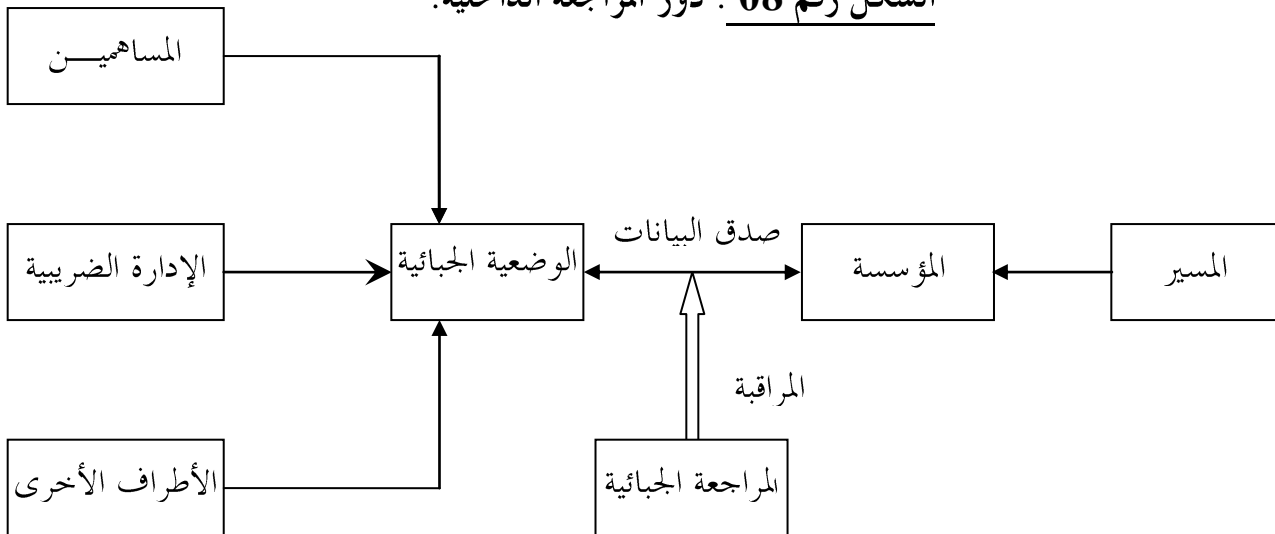 الشكل رقم 08 : دور المراجعة الداخلية.
المساهميــــن
صدق البيانات
الإدارة الضريبية
الوضعية الجبائية
المؤسسة
المسير
المراقبة
الأطراف الأخرى
المراجعة الجبائية